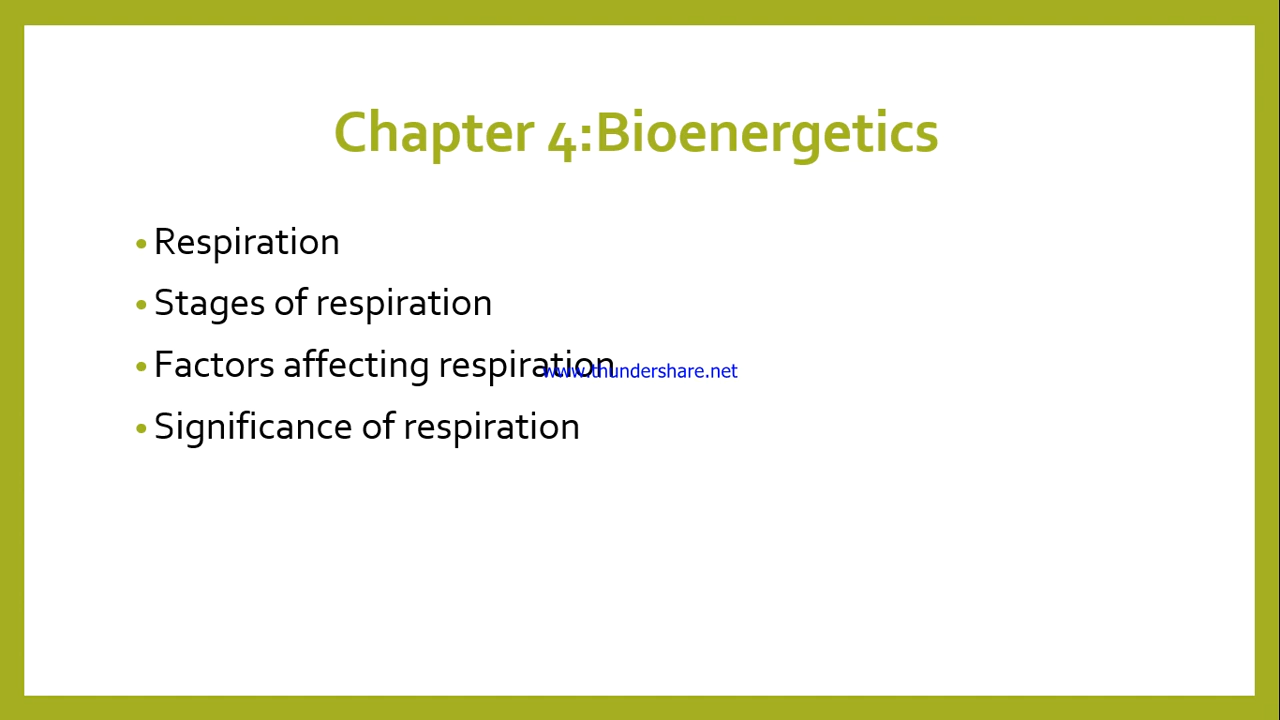 Chapter 4:Bioenergetics
•Respiration
•Stages of respiration
•Factors affecting respiration
www.thundershare.net
•Significance of respiration